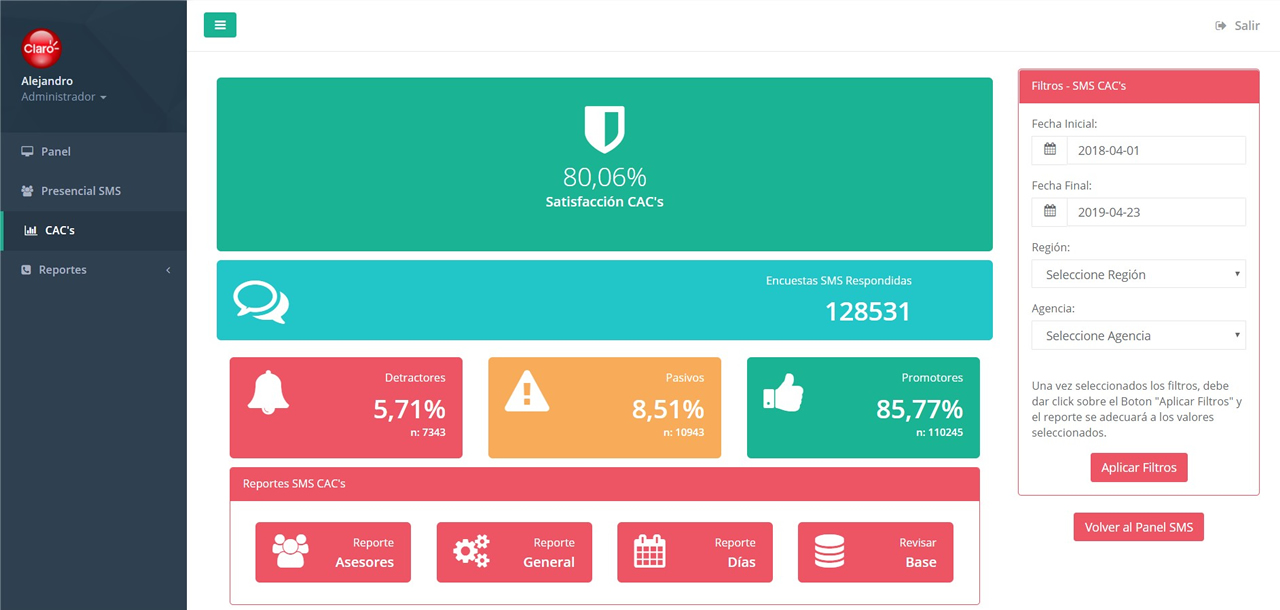 Claro
Alejandro
Administrador
Panel
Presencial SMS
CAC's
Reportes
Salir
80,06%
Satisfacción CAC's
Encuestas SMS Respondidas
128531
Detractores
5,71%
n: 7343
Pasivos
8,51%
n: 10943
Promotores
85,77%
n: 110245
Reportes SMS CAC's
Reporte
Asesores
Reporte
General
Reporte
Días
Revisar
Base
Filtros - SMS CAC's
Fecha Inicial:
2018-04-01
Fecha Final:
2019-04-23
Región:
Seleccione Región
Agencia:
Seleccione Agencia
Una vez seleccionados los filtros, debe
dar click sobre el Boton "Aplicar Filtros" y
el reporte se adecuará a los valores
seleccionados.
Aplicar Filtros
Volver al Panel SMS